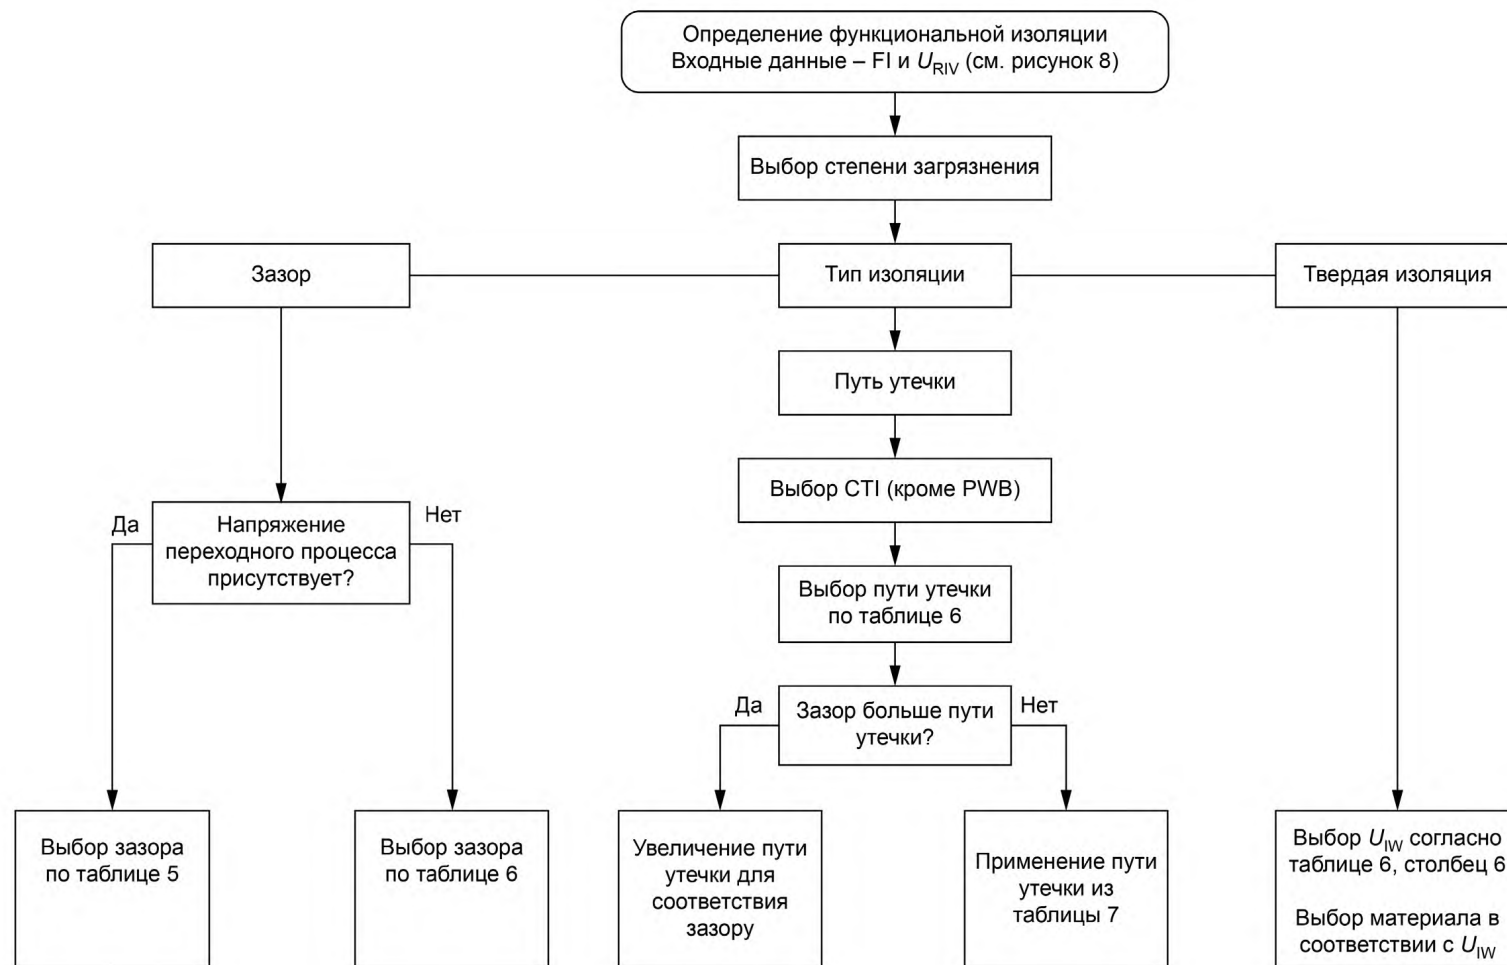 Определение функциональной изоляции
Входные данные – FI и URIV (см. рисунок 8)
Выбор степени загрязнения
Зазор
Тип изоляции
Твердая изоляция
Путь утечки
Выбор CTI (кроме PWB)
Да
Напряжение
переходного процесса
присутствует?
Нет
Выбор пути утечки
по таблице 6
Да
Зазор больше пути
утечки?
Нет
Выбор зазора
по таблице 5
Выбор зазора
по таблице 6
Увеличение пути
утечки для
соответствия
зазору
Применение пути
утечки из
таблицы 7
Выбор UIW согласно
таблице 6, столбец 6
Выбор материала в
соответствии с UIW